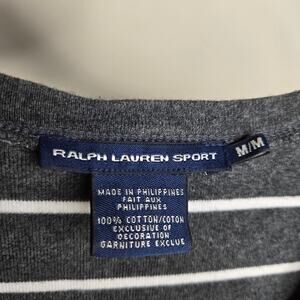 RALPH LAUREN SPORT
M/M
MADE IN PHILIPPINES
FAIT AUX
PHILIPPINES
100% COTTON/COTON
EXCLUSIVE OF
DECORATION
GARNITURE EXCLUE